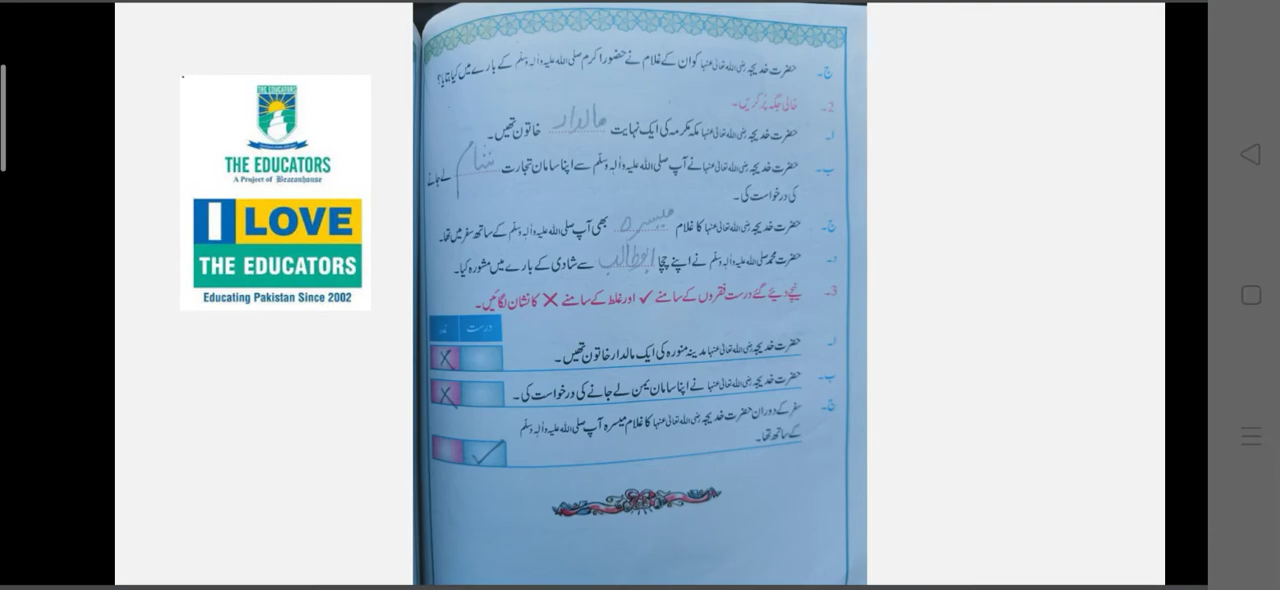 THE EDUCATORS
THE EDUCATORS
A Project of Beaconhouse
I LOVE
THE EDUCATORS
Educating Pakistan Since 2002
ج۔ حضرت خدیجہ رضی اللہ تعالیٰ عنہا کو ان کے غلام نے حضور اکرم صلی اللہ علیہ وآلہ وسلم کے بارے میں کیا بتایا؟
2۔ خالی جگہ پُر کریں۔
ا۔ حضرت خدیجہ رضی اللہ تعالیٰ عنہا مکہ مکرمہ کی ایک نہایت مالدار خاتون تھیں۔
ب۔ حضرت خدیجہ رضی اللہ تعالیٰ عنہا نے آپ صلی اللہ علیہ وآلہ وسلم سے اپنا سامان تجارت شام لے جانے
کی درخواست کی۔
ج۔ حضرت خدیجہ رضی اللہ تعالیٰ عنہا کا غلام میسرہ بھی آپ صلی اللہ علیہ وآلہ وسلم کے ساتھ سفر میں تھا۔
د۔ حضرت محمد صلی اللہ علیہ وآلہ وسلم نے اپنے چچا ابوطالب سے شادی کے بارے میں مشورہ کیا۔
3۔ نیچے دیئے گئے درست فقروں کے سامنے ✓ اور غلط کے سامنے ✗ کا نشان لگائیں۔
درست غلط
ا۔ حضرت خدیجہ رضی اللہ تعالیٰ عنہا مدینہ منورہ کی ایک مالدار خاتون تھیں۔ ✗
ب۔ حضرت خدیجہ رضی اللہ تعالیٰ عنہا نے اپنا سامان یمن لے جانے کی درخواست کی۔ ✗
ج۔ سفر کے دوران حضرت خدیجہ رضی اللہ تعالیٰ عنہا کا غلام میسرہ آپ صلی اللہ علیہ وآلہ وسلم
کے ساتھ تھا۔ ✓